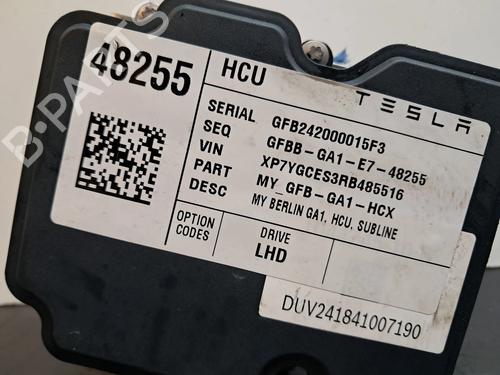 48255
HCU
TESLA
SERIAL GFB242000015F3
SEQ GFBB-GA1-E7-48255
VIN XP7YGCES3RB485516
PART MY_GFB-GA1-HCX
DESC MY BERLIN GA1, HCU, SUBLINE
OPTION CODES
DRIVE
LHD
DUV241841007190
B-PARTS